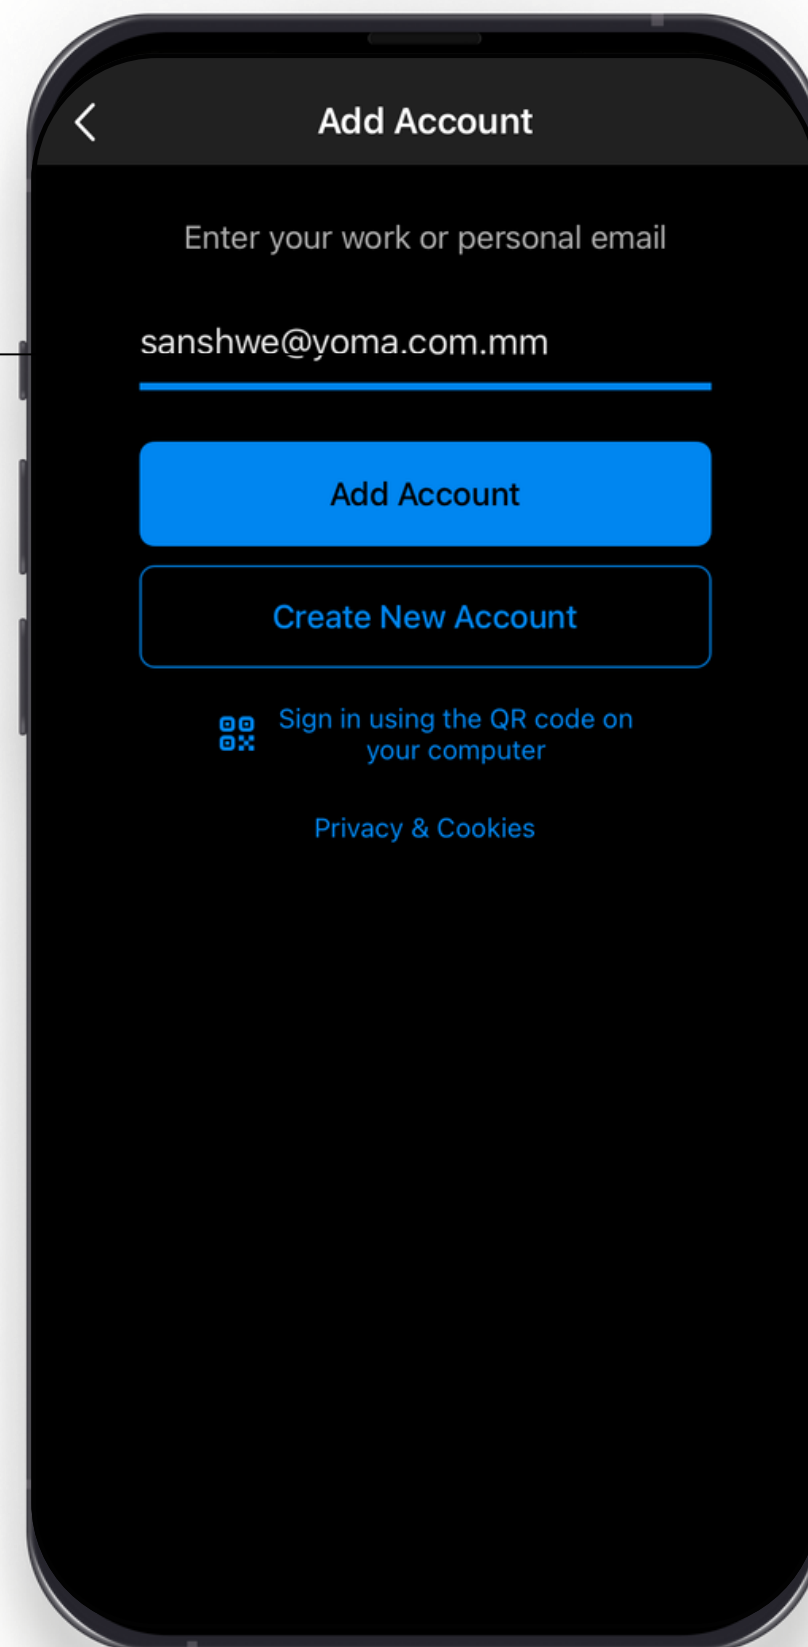 Add Account
Enter your work or personal email
sanshwe@yoma.com.mm
Add Account
Create New Account
Sign in using the QR code on
your computer
Privacy & Cookies